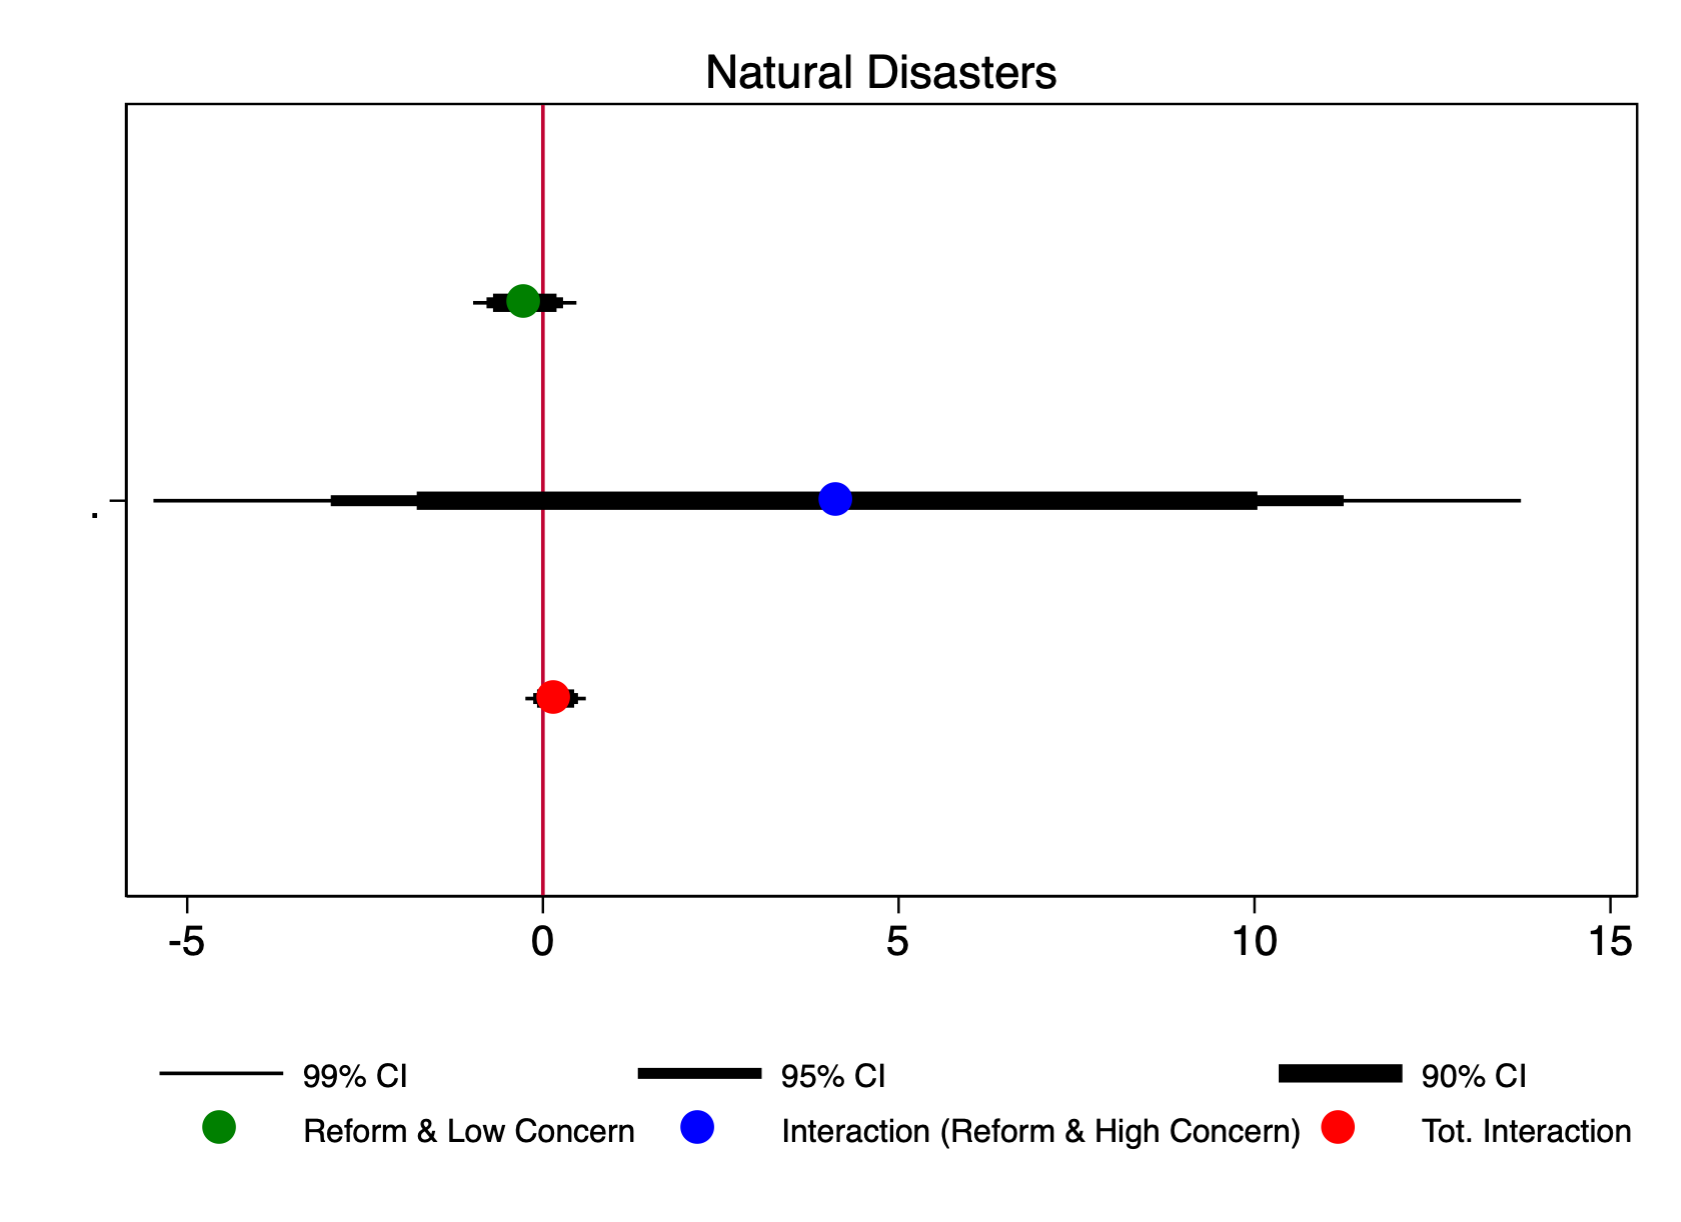 Natural Disasters
.
-5 0 5 10 15
99% CI 95% CI 90% CI
Reform & Low Concern Interaction (Reform & High Concern) Tot. Interaction